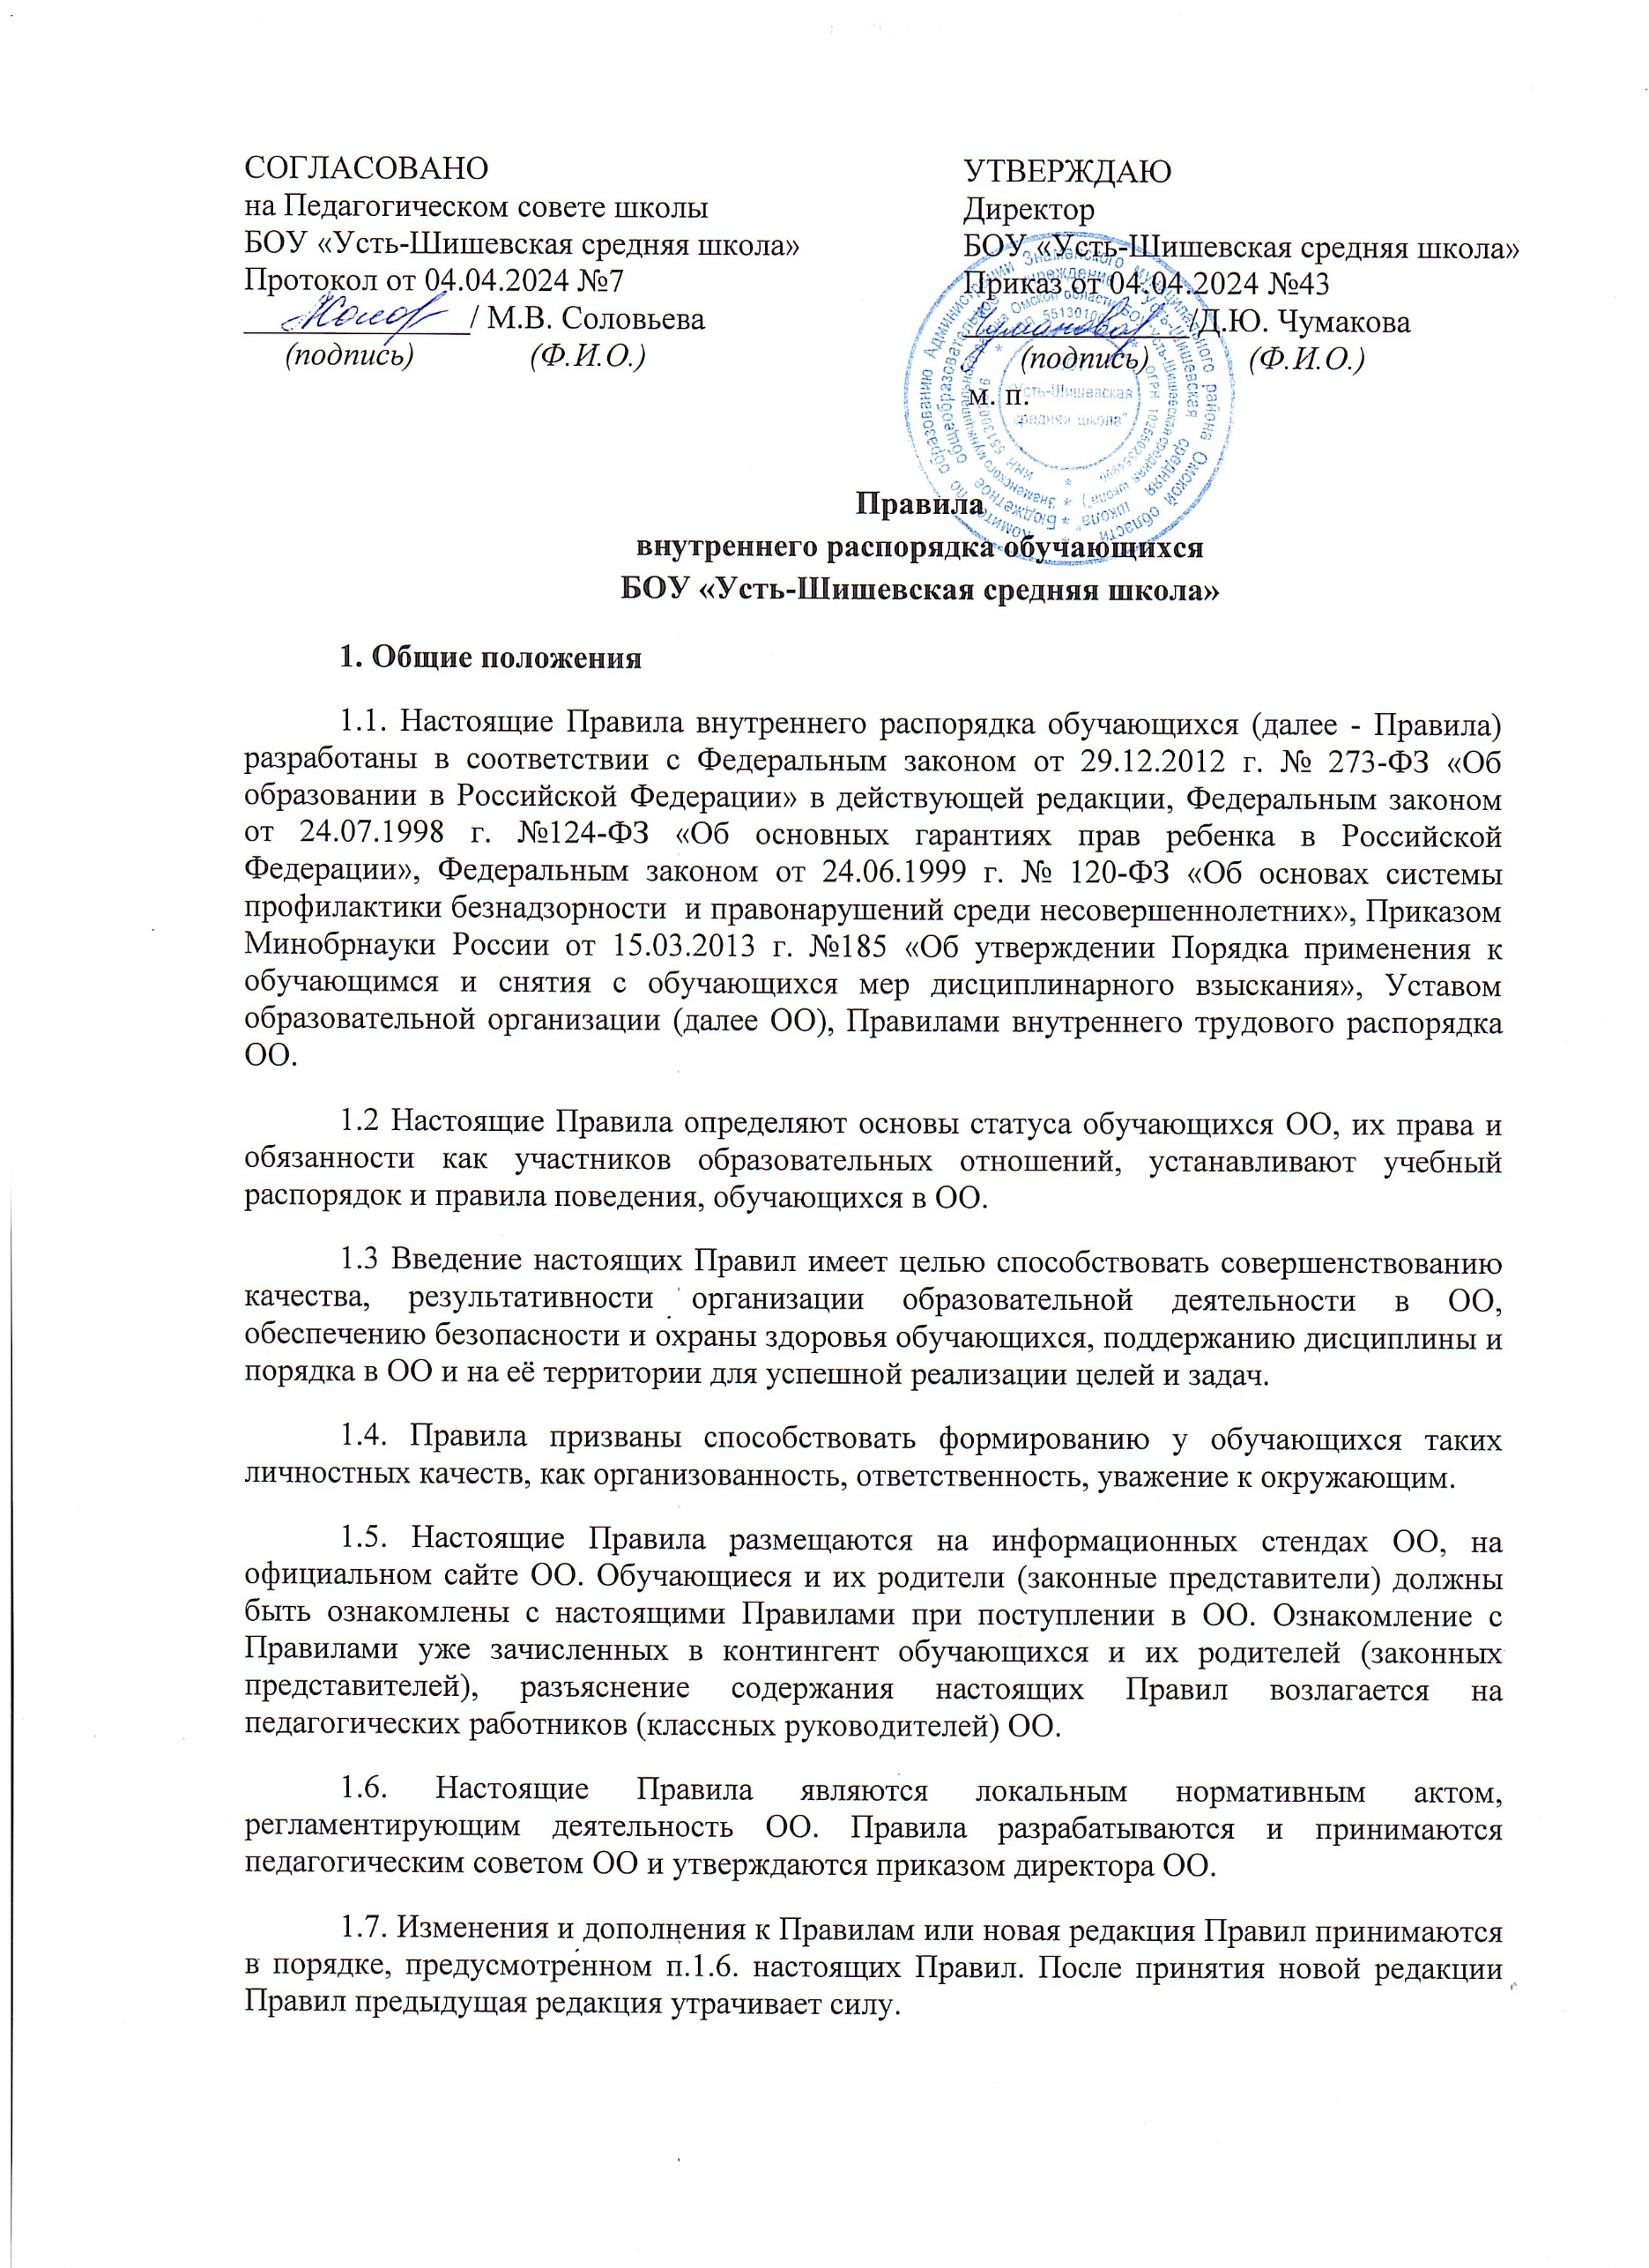 СОГЛАСОВАНО
на Педагогическом совете школы
БОУ «Усть-Шишевская средняя школа»
Протокол от 04.04.2024 №7
/ М.В. Соловьева
(подпись) (Ф.И.О.)
УТВЕРЖДАЮ
Директор
БОУ «Усть-Шишевская средняя школа»
Приказ от 04.04.2024 №43
/Д.Ю. Чумакова
(подпись) (Ф.И.О.)
м. п.
"Усть-Шишевская
средняя школа"
Правила
внутреннего распорядка обучающихся
БОУ «Усть-Шишевская средняя школа»
1. Общие положения
1.1. Настоящие Правила внутреннего распорядка обучающихся (далее - Правила)
разработаны в соответствии с Федеральным законом от 29.12.2012 г. № 273-ФЗ «Об
образовании в Российской Федерации» в действующей редакции, Федеральным законом
от 24.07.1998 г. №124-ФЗ «Об основных гарантиях прав ребенка в Российской
Федерации», Федеральным законом от 24.06.1999 г. № 120-ФЗ «Об основах системы
профилактики безнадзорности и правонарушений среди несовершеннолетних», Приказом
Минобрнауки России от 15.03.2013 г. №185 «Об утверждении Порядка применения к
обучающимся и снятия с обучающихся мер дисциплинарного взыскания», Уставом
образовательной организации (далее ОО), Правилами внутреннего трудового распорядка
ОО.
1.2 Настоящие Правила определяют основы статуса обучающихся ОО, их права и
обязанности как участников образовательных отношений, устанавливают учебный
распорядок и правила поведения, обучающихся в ОО.
1.3 Введение настоящих Правил имеет целью способствовать совершенствованию
качества, результативности организации образовательной деятельности в ОО,
обеспечению безопасности и охраны здоровья обучающихся, поддержанию дисциплины и
порядка в ОО и на её территории для успешной реализации целей и задач.
1.4. Правила призваны способствовать формированию у обучающихся таких
личностных качеств, как организованность, ответственность, уважение к окружающим.
1.5. Настоящие Правила размещаются на информационных стендах ОО, на
официальном сайте ОО. Обучающиеся и их родители (законные представители) должны
быть ознакомлены с настоящими Правилами при поступлении в ОО. Ознакомление с
Правилами уже зачисленных в контингент обучающихся и их родителей (законных
представителей), разъяснение содержания настоящих Правил возлагается на
педагогических работников (классных руководителей) ОО.
1.6. Настоящие Правила являются локальным нормативным актом,
регламентирующим деятельность ОО. Правила разрабатываются и принимаются
педагогическим советом ОО и утверждаются приказом директора ОО.
1.7. Изменения и дополнения к Правилам или новая редакция Правил принимаются
в порядке, предусмотренном п.1.6. настоящих Правил. После принятия новой редакции
Правил предыдущая редакция утрачивает силу.